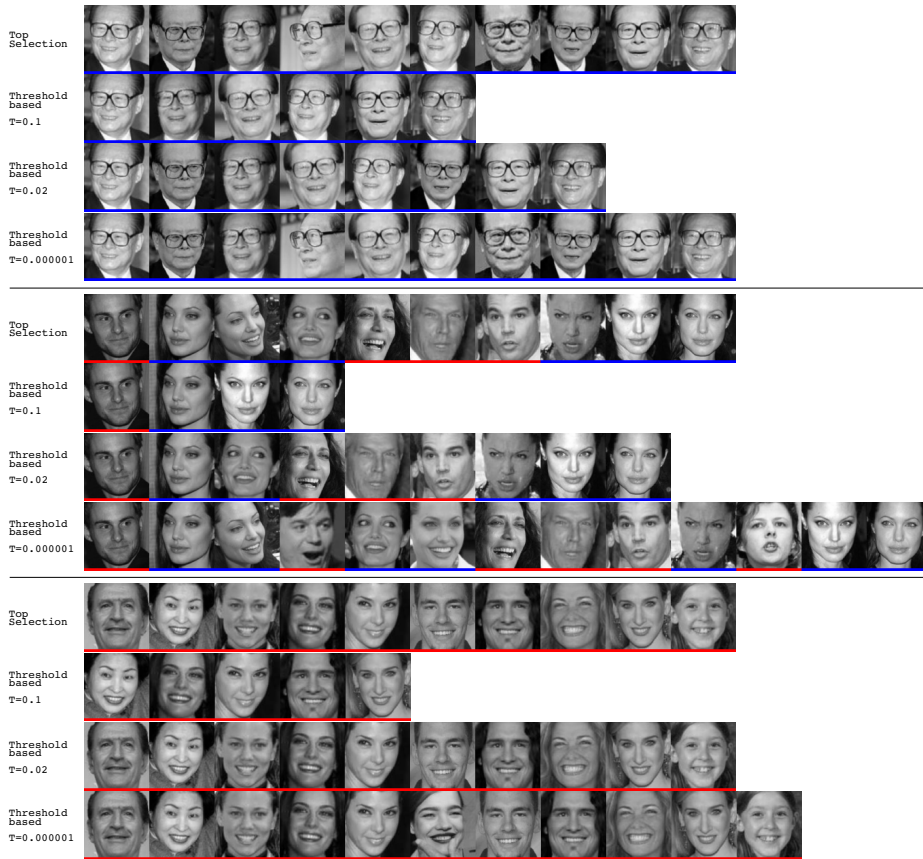 Top
Selection
Threshold
based
T=0.1
Threshold
based
T=0.02
Threshold
based
T=0.000001
Top
Selection
Threshold
based
T=0.1
Threshold
based
T=0.02
Threshold
based
T=0.000001
Top
Selection
Threshold
based
T=0.1
Threshold
based
T=0.02
Threshold
based
T=0.000001